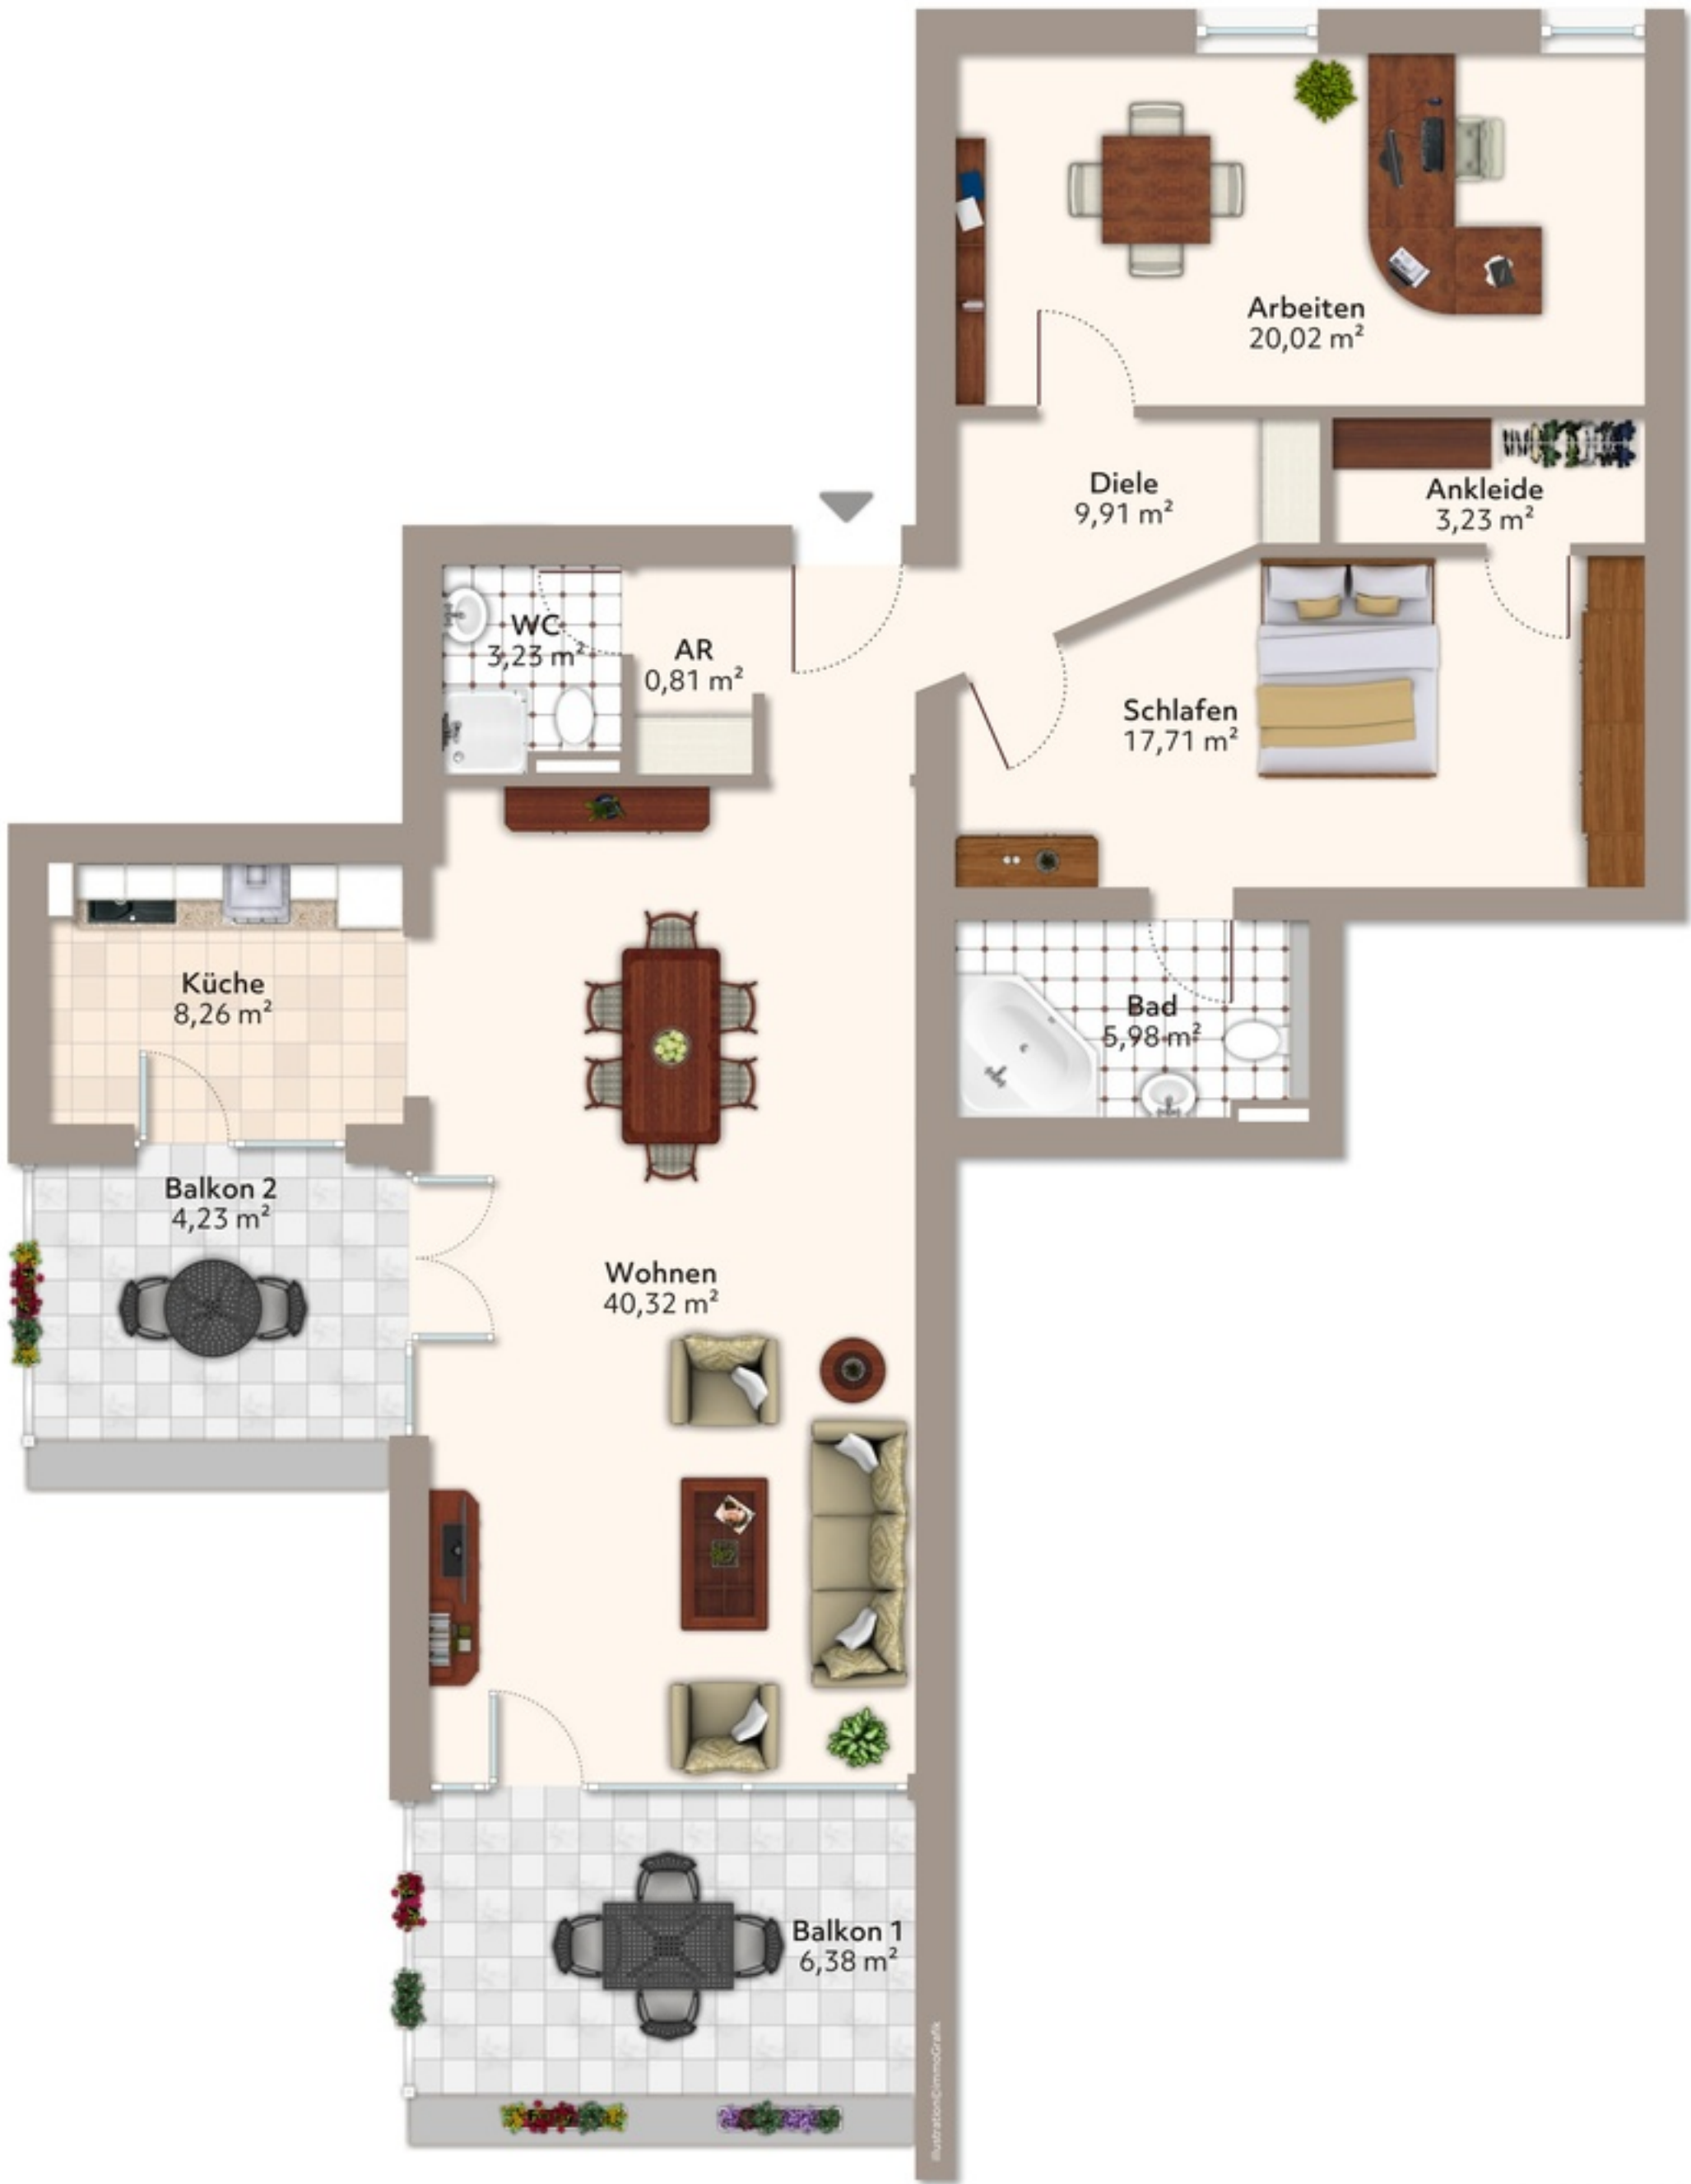 Arbeiten
20,02 m²
Diele
9,91 m²
Ankleide
3,23 m²
WC
3,23 m²
AR
0,81 m²
Schlafen
17,71 m²
Küche
8,26 m²
Bad
5,98 m²
Balkon 2
4,23 m²
Wohnen
40,32 m²
Balkon 1
6,38 m²
Illustration©ImmoGrafik